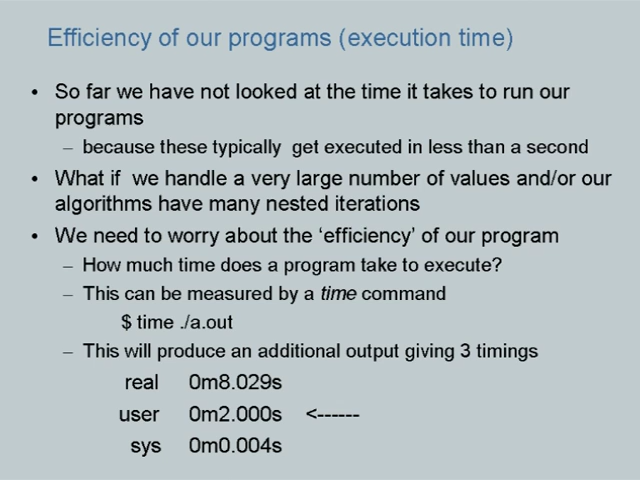 Efficiency of our programs (execution time)
• So far we have not looked at the time it takes to run our
programs
– because these typically get executed in less than a second
• What if we handle a very large number of values and/or our
algorithms have many nested iterations
• We need to worry about the ‘efficiency’ of our program
– How much time does a program take to execute?
– This can be measured by a time command
$ time ./a.out
– This will produce an additional output giving 3 timings
real 0m8.029s
user 0m2.000s <------
sys 0m0.004s